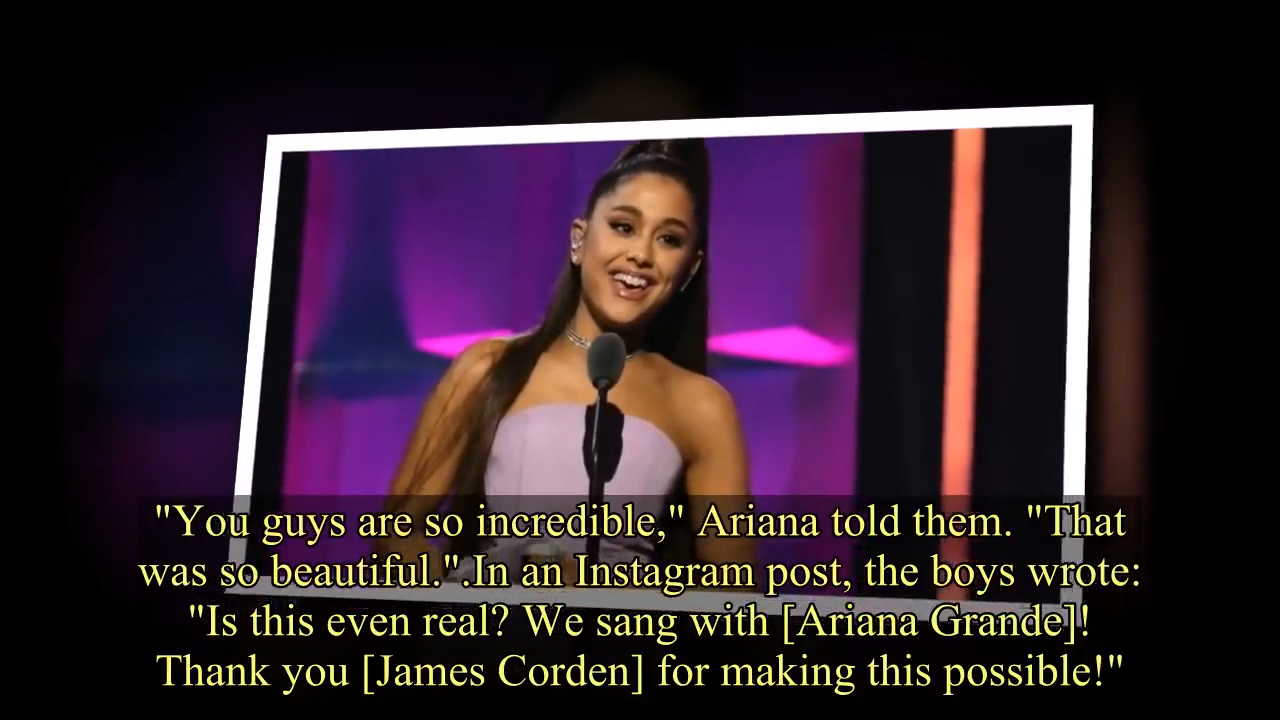 "You guys are so incredible," Ariana told them. "That
was so beautiful.".In an Instagram post, the boys wrote:
"Is this even real? We sang with [Ariana Grande]!
Thank you [James Corden] for making this possible!"